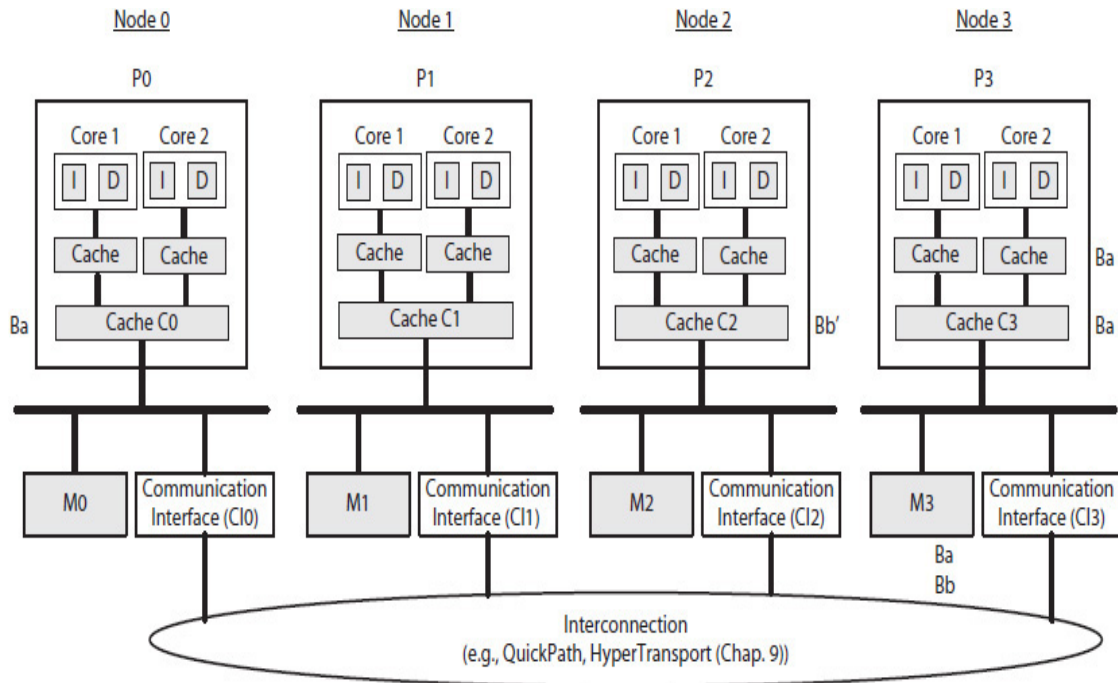 Node 0 Node 1 Node 2 Node 3
P0 P1 P2 P3
Core 1 Core 2 Core 1 Core 2 Core 1 Core 2 Core 1 Core 2
I D I D I D I D I D I D I D I D
Cache Cache Cache Cache Cache Cache Cache Cache Ba
Ba Cache C0 Cache C1 Cache C2 Bb' Cache C3 Ba
M0 Communication Interface (CI0) M1 Communication Interface (CI1) M2 Communication Interface (CI2) M3 Communication Interface (CI3)
Ba
Bb
Interconnection
(e.g., QuickPath, HyperTransport (Chap. 9))